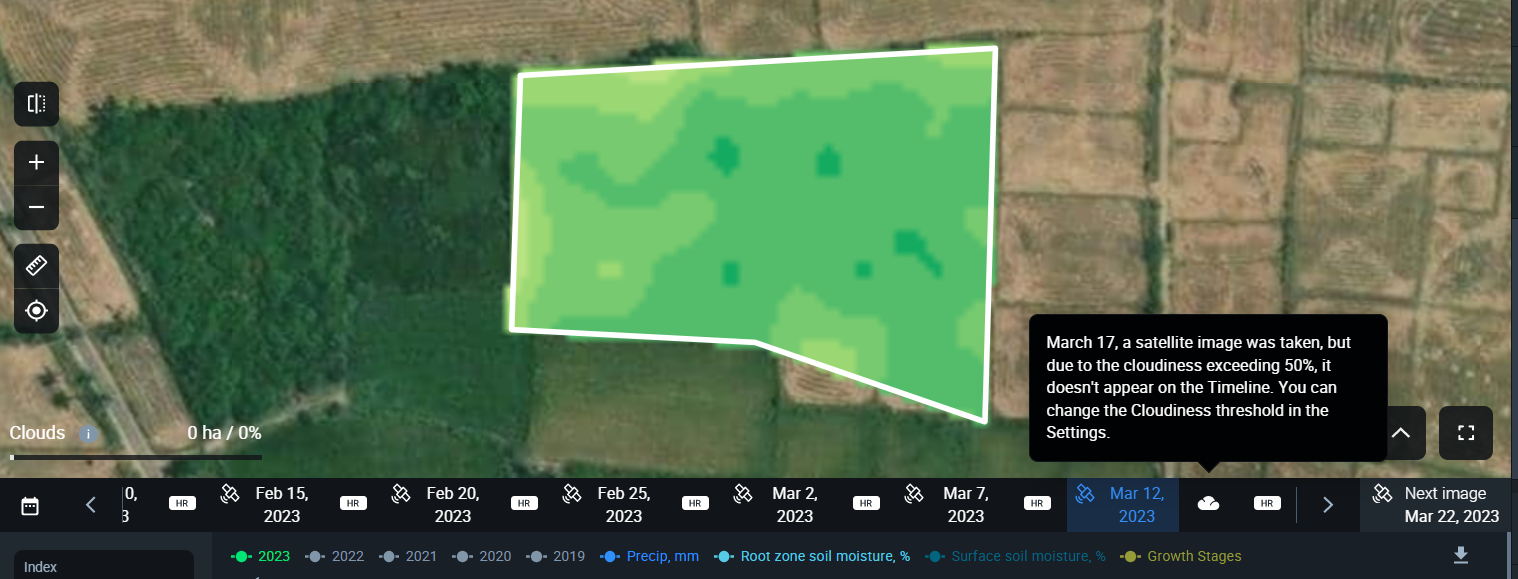 March 17, a satellite image was taken, but
due to the cloudiness exceeding 50%, it
doesn't appear on the Timeline. You can
change the Cloudiness threshold in the
Settings.
Clouds i 0 ha / 0%
0,
3
HR
Feb 15,
2023
HR
Feb 20,
2023
HR
Feb 25,
2023
HR
Mar 2,
2023
HR
Mar 7,
2023
HR
Mar 12,
2023
HR
Next image
Mar 22, 2023
2023 2022 2021 2020 2019 Precip, mm Root zone soil moisture, % Surface soil moisture, % Growth Stages
Index